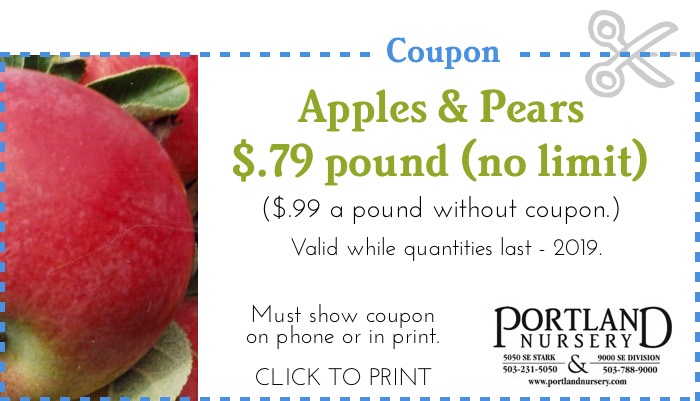 Coupon
Apples & Pears
$.79 pound (no limit)
($.99 a pound without coupon.)
Valid while quantities last - 2019.
Must show coupon
on phone or in print.
CLICK TO PRINT
PORTLAND
NURSERY
5050 SE STARK & 9000 SE DIVISION
503-231-5050 503-788-9000
www.portlandnursery.com